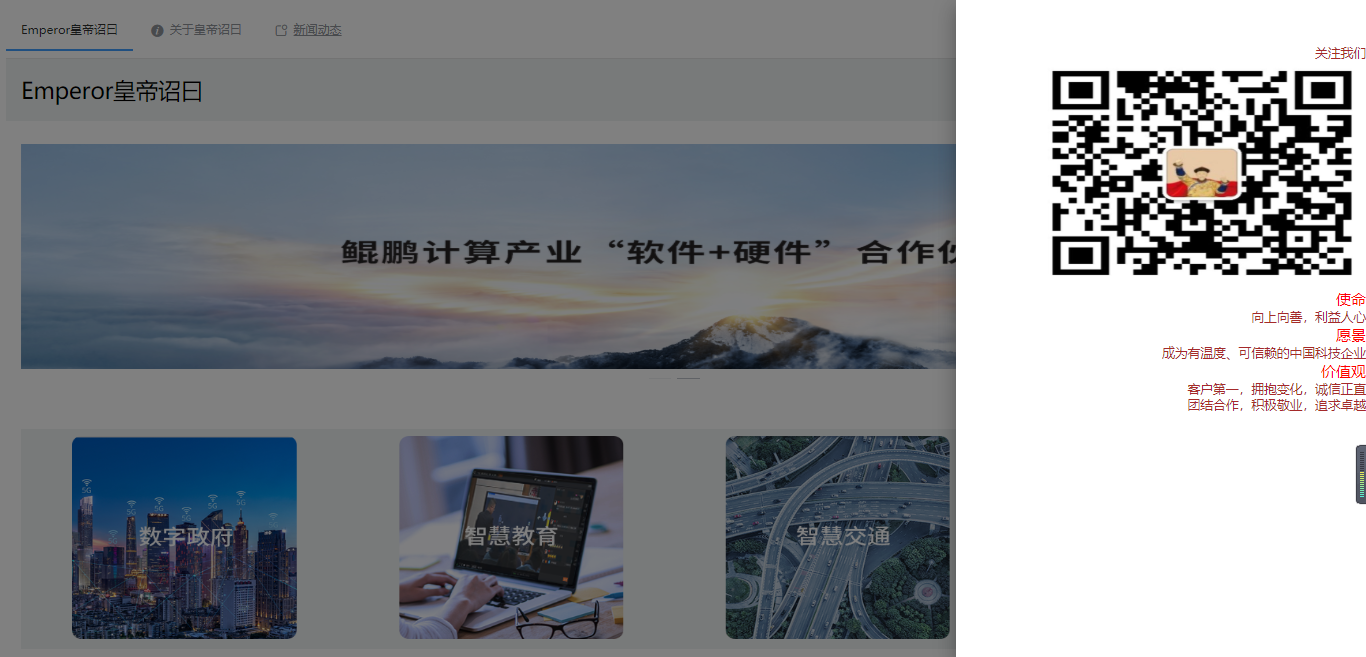 Emperor皇帝诏曰
关于皇帝诏曰
新闻动态
Emperor皇帝诏曰
鲲鹏计算产业“软件+硬件”合作
数字政府
智慧教育
智慧交通
关注我们
使命
向上向善，利益人心
愿景
成为有温度、可信赖的中国科技企业
价值观
客户第一，拥抱变化，诚信正直
团结合作，积极敬业，追求卓越